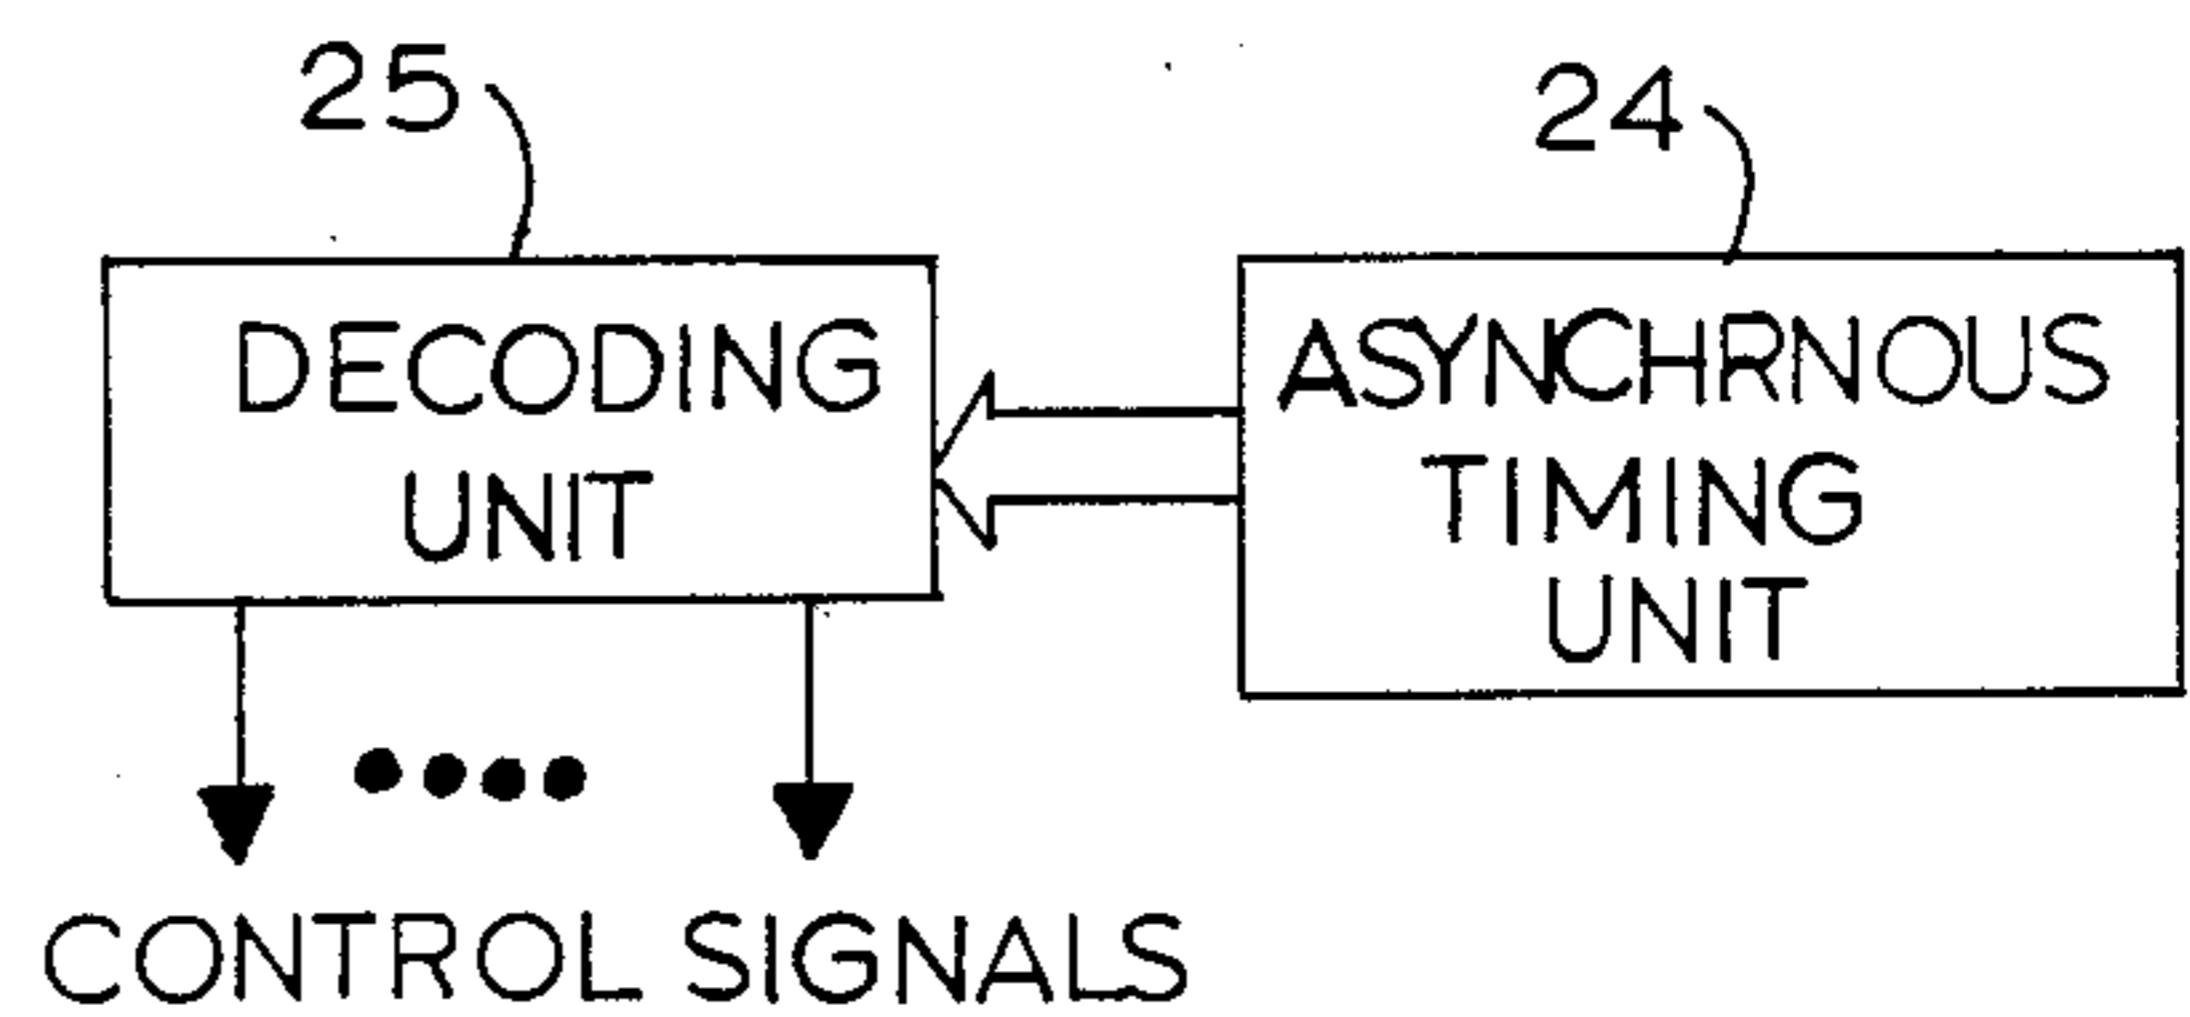 25
24
DECODING
UNIT
ASYNCHRNOUS
TIMING
UNIT
CONTROL SIGNALS